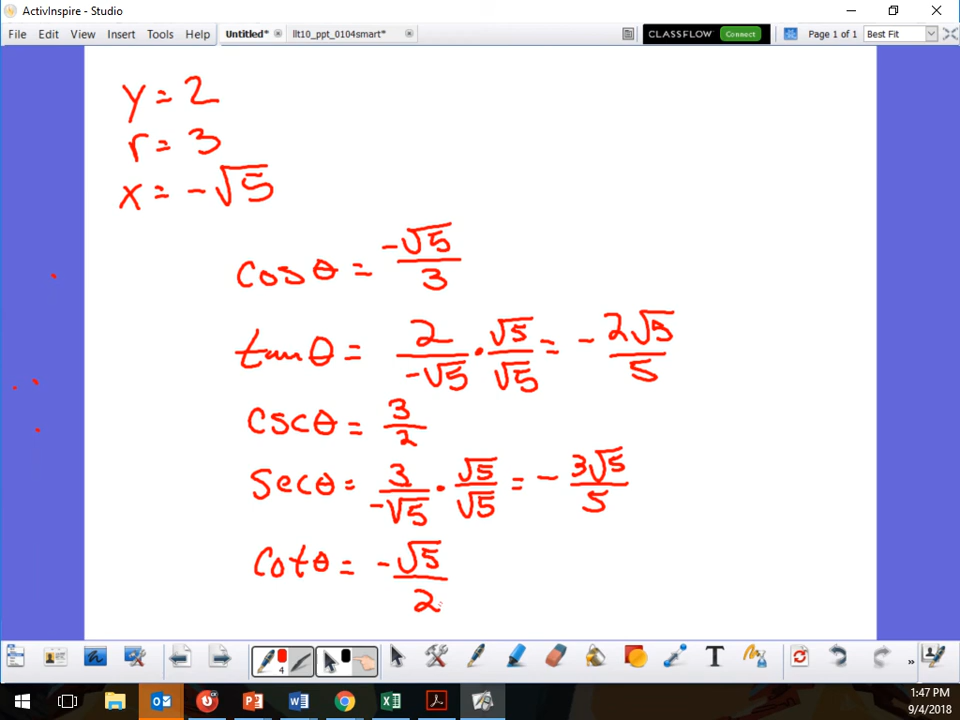 ActivInspire - Studio
File Edit View Insert Tools Help Untitled* llt10_ppt_0104smart* CLASSFLOW Connect Page 1 of 1 Best Fit
y = 2
r = 3
x = -√5
cosθ = -√5/3
tanθ = 2/-√5 • √5/√5 = - 2√5/5
cscθ = 3/2
secθ = 3/-√5 • √5/√5 = - 3√5/5
cotθ = -√5/2
4
T
1:47 PM
9/4/2018